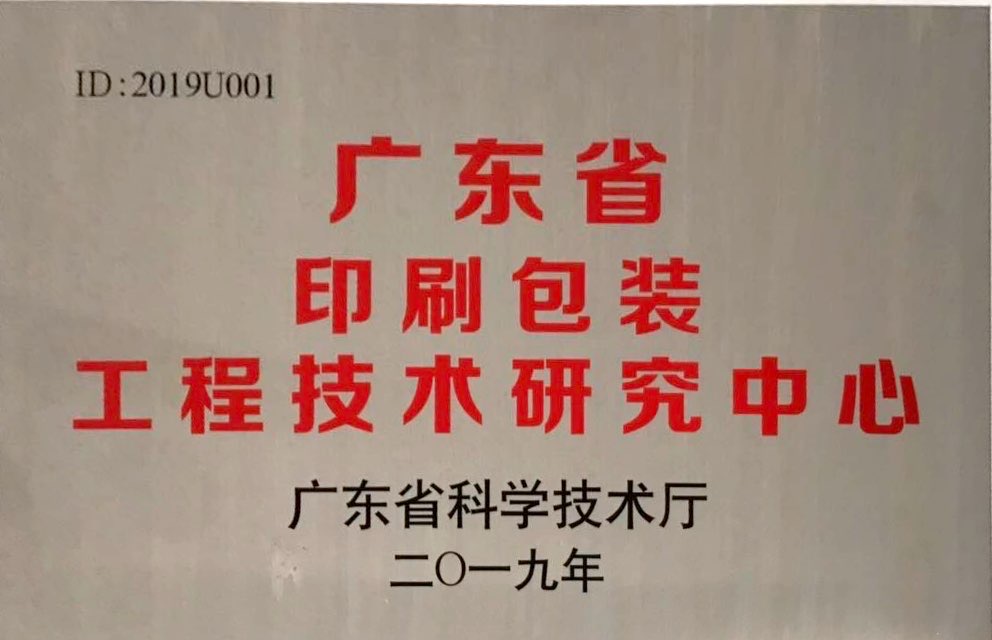 ID:2019U001
广东省
印刷包装
工程技术研究中心
广东省科学技术厅
二〇一九年